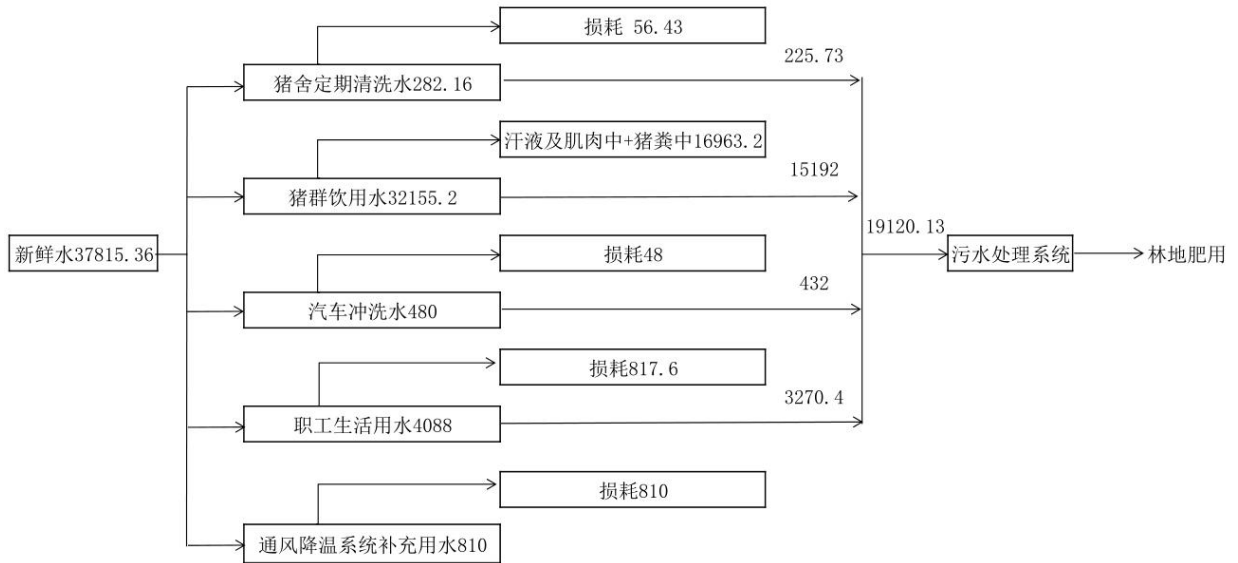 损耗 56.43
225.73
猪舍定期清洗水282.16
汗液及肌肉中+猪粪中16963.2
15192
猪群饮用水32155.2
19120.13
新鲜水37815.36
损耗48
污水处理系统
林地肥用
432
汽车冲洗水480
损耗817.6
3270.4
职工生活用水4088
损耗810
通风降温系统补充用水810